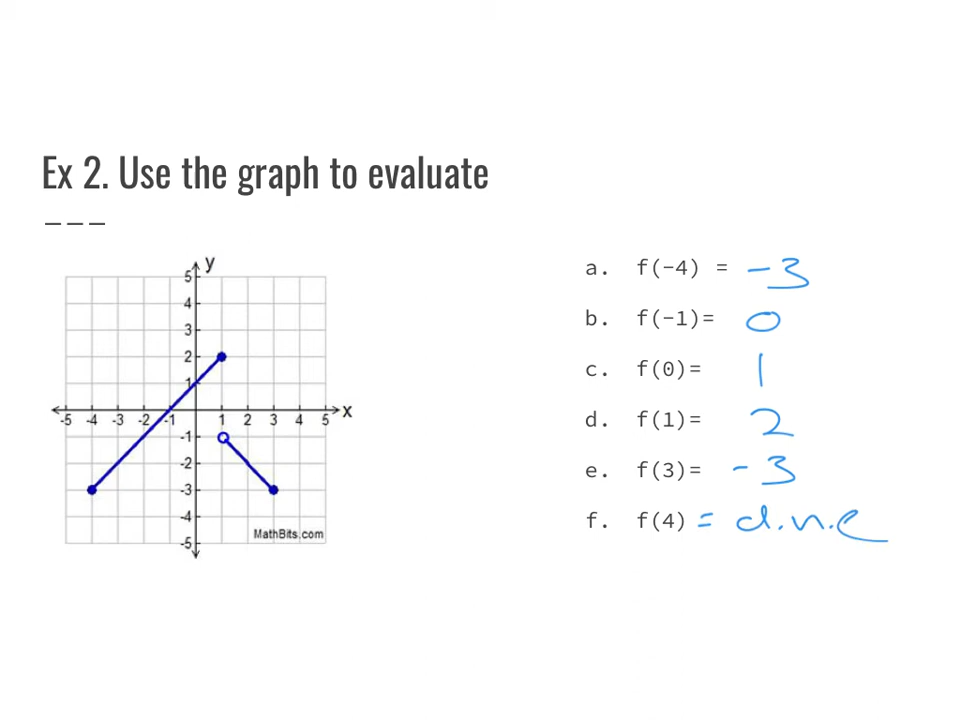 Ex 2. Use the graph to evaluate
y
5
4
3
2
1
-5 -4 -3 -2 -1 1 2 3 4 5 x
-1
-2
-3
-4
-5
MathBits.com
a. f(-4) = -3
b. f(-1)= 0
c. f(0)= 1
d. f(1)= 2
e. f(3)= -3
f. f(4) = d.n.e